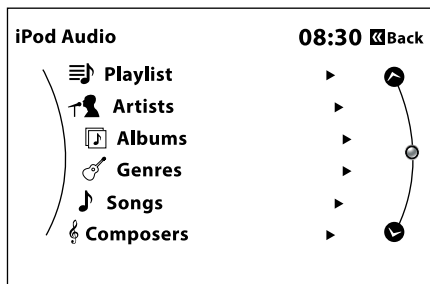 iPod Audio 08:30 Back
Playlist
Artists
Albums
Genres
Songs
Composers